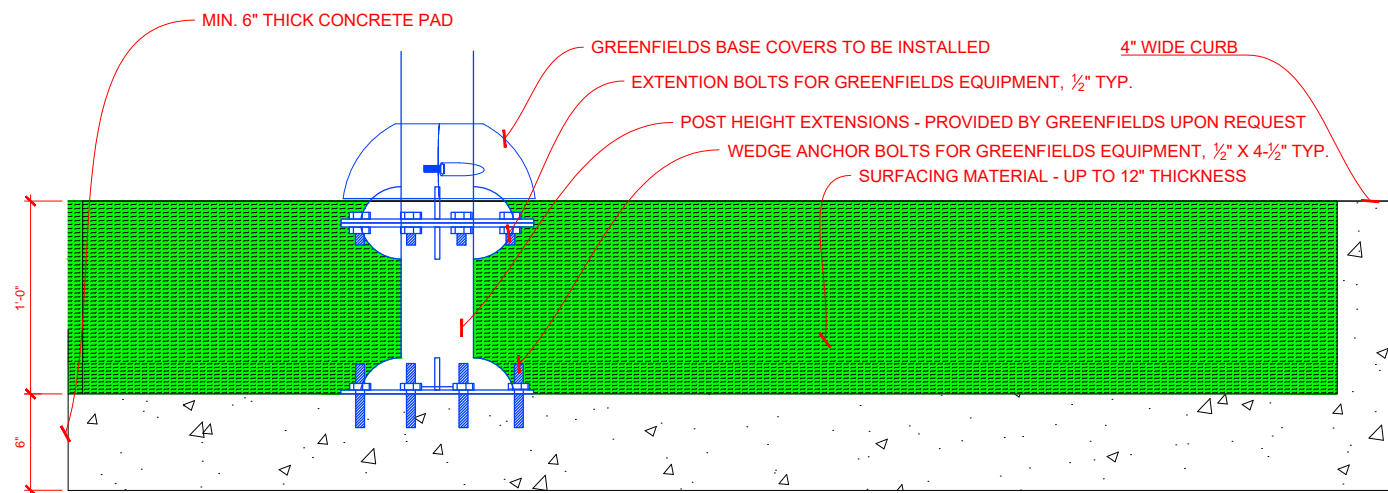 MIN. 6" THICK CONCRETE PAD
GREENFIELDS BASE COVERS TO BE INSTALLED
4" WIDE CURB
EXTENTION BOLTS FOR GREENFIELDS EQUIPMENT, ½" TYP.
POST HEIGHT EXTENSIONS - PROVIDED BY GREENFIELDS UPON REQUEST
WEDGE ANCHOR BOLTS FOR GREENFIELDS EQUIPMENT, ½" X 4-½" TYP.
SURFACING MATERIAL - UP TO 12" THICKNESS
1'-0"
6"